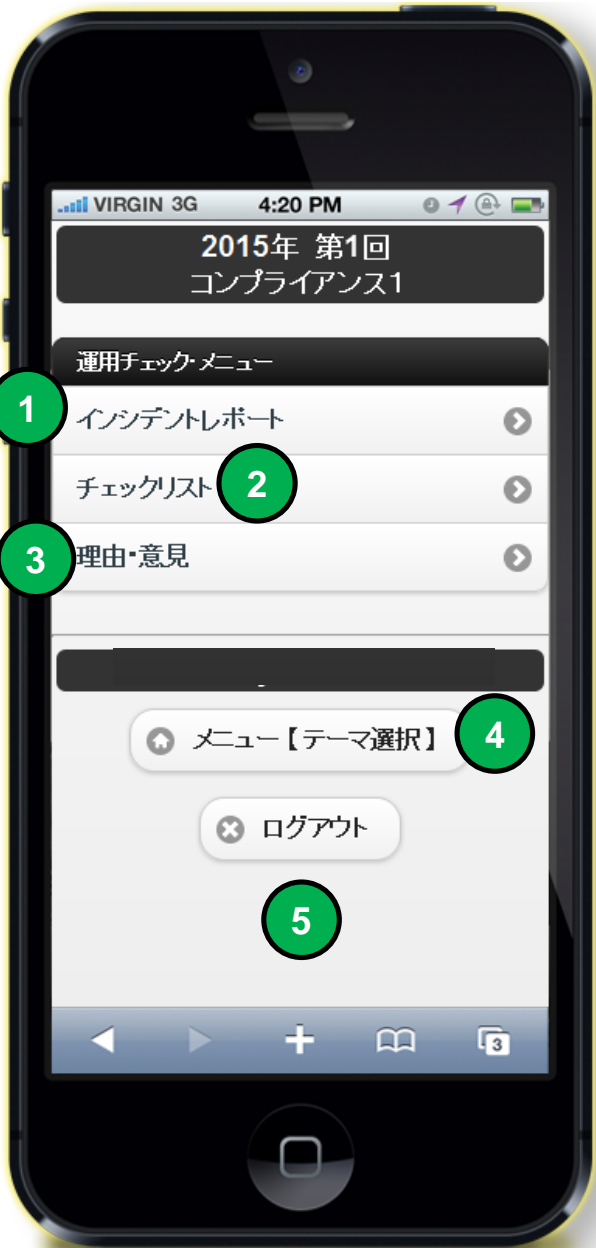 VIRGIN 3G 4:20 PM
2015年 第1回
コンプライアンス1
運用チェック・メニュー
1 インシデントレポート
チェックリスト 2
3 理由・意見
メニュー【テーマ選択】 4
ログアウト
5
3